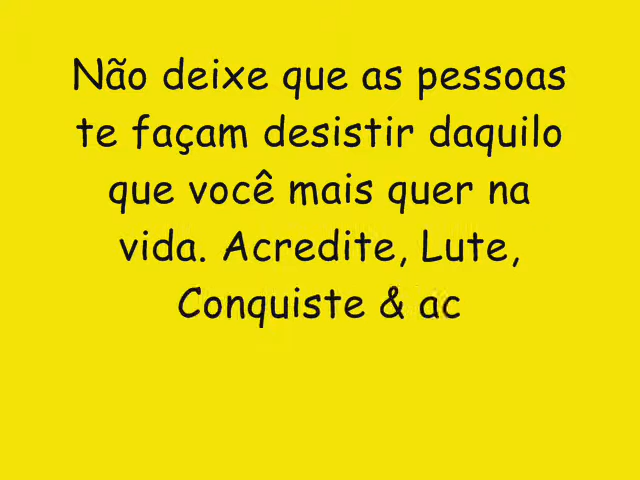 Não deixe que as pessoas
te façam desistir daquilo
que você mais quer na
vida. Acredite, Lute,
Conquiste & ac